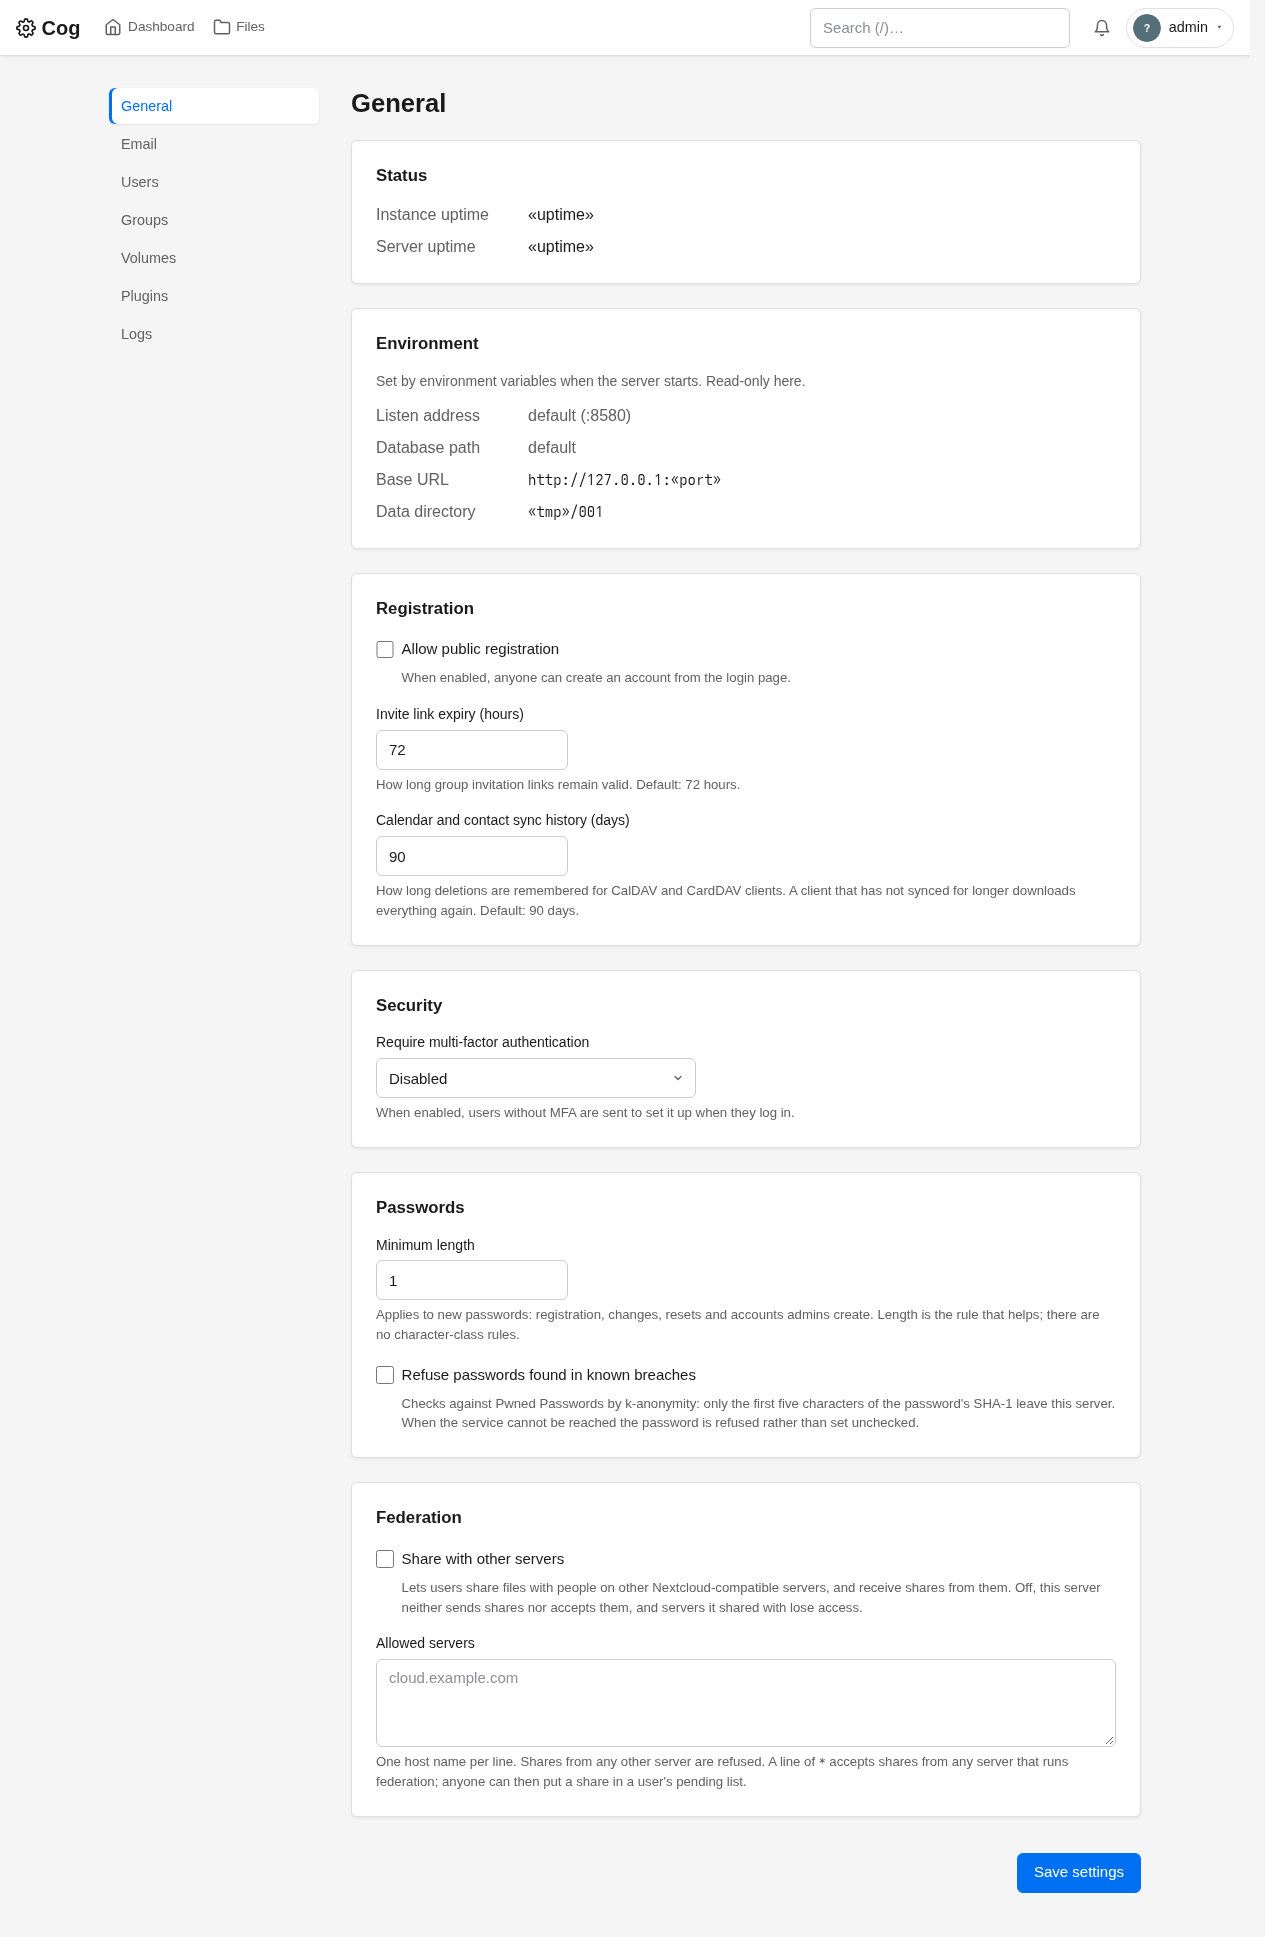 Cog
Dashboard
Files
Search (/)…
?
admin
General
Email
Users
Groups
Volumes
Plugins
Logs
General
Status
Instance uptime «uptime»
Server uptime «uptime»
Environment
Set by environment variables when the server starts. Read-only here.
Listen address default (:8580)
Database path default
Base URL http://127.0.0.1:«port»
Data directory «tmp»/001
Registration
Allow public registration
When enabled, anyone can create an account from the login page.
Invite link expiry (hours)
72
How long group invitation links remain valid. Default: 72 hours.
Calendar and contact sync history (days)
90
How long deletions are remembered for CalDAV and CardDAV clients. A client that has not synced for longer downloads
everything again. Default: 90 days.
Security
Require multi-factor authentication
Disabled
When enabled, users without MFA are sent to set it up when they log in.
Passwords
Minimum length
1
Applies to new passwords: registration, changes, resets and accounts admins create. Length is the rule that helps; there are
no character-class rules.
Refuse passwords found in known breaches
Checks against Pwned Passwords by k-anonymity: only the first five characters of the password's SHA-1 leave this server.
When the service cannot be reached the password is refused rather than set unchecked.
Federation
Share with other servers
Lets users share files with people on other Nextcloud-compatible servers, and receive shares from them. Off, this server
neither sends shares nor accepts them, and servers it shared with lose access.
Allowed servers
cloud.example.com
One host name per line. Shares from any other server are refused. A line of * accepts shares from any server that runs
federation; anyone can then put a share in a user's pending list.
Save settings